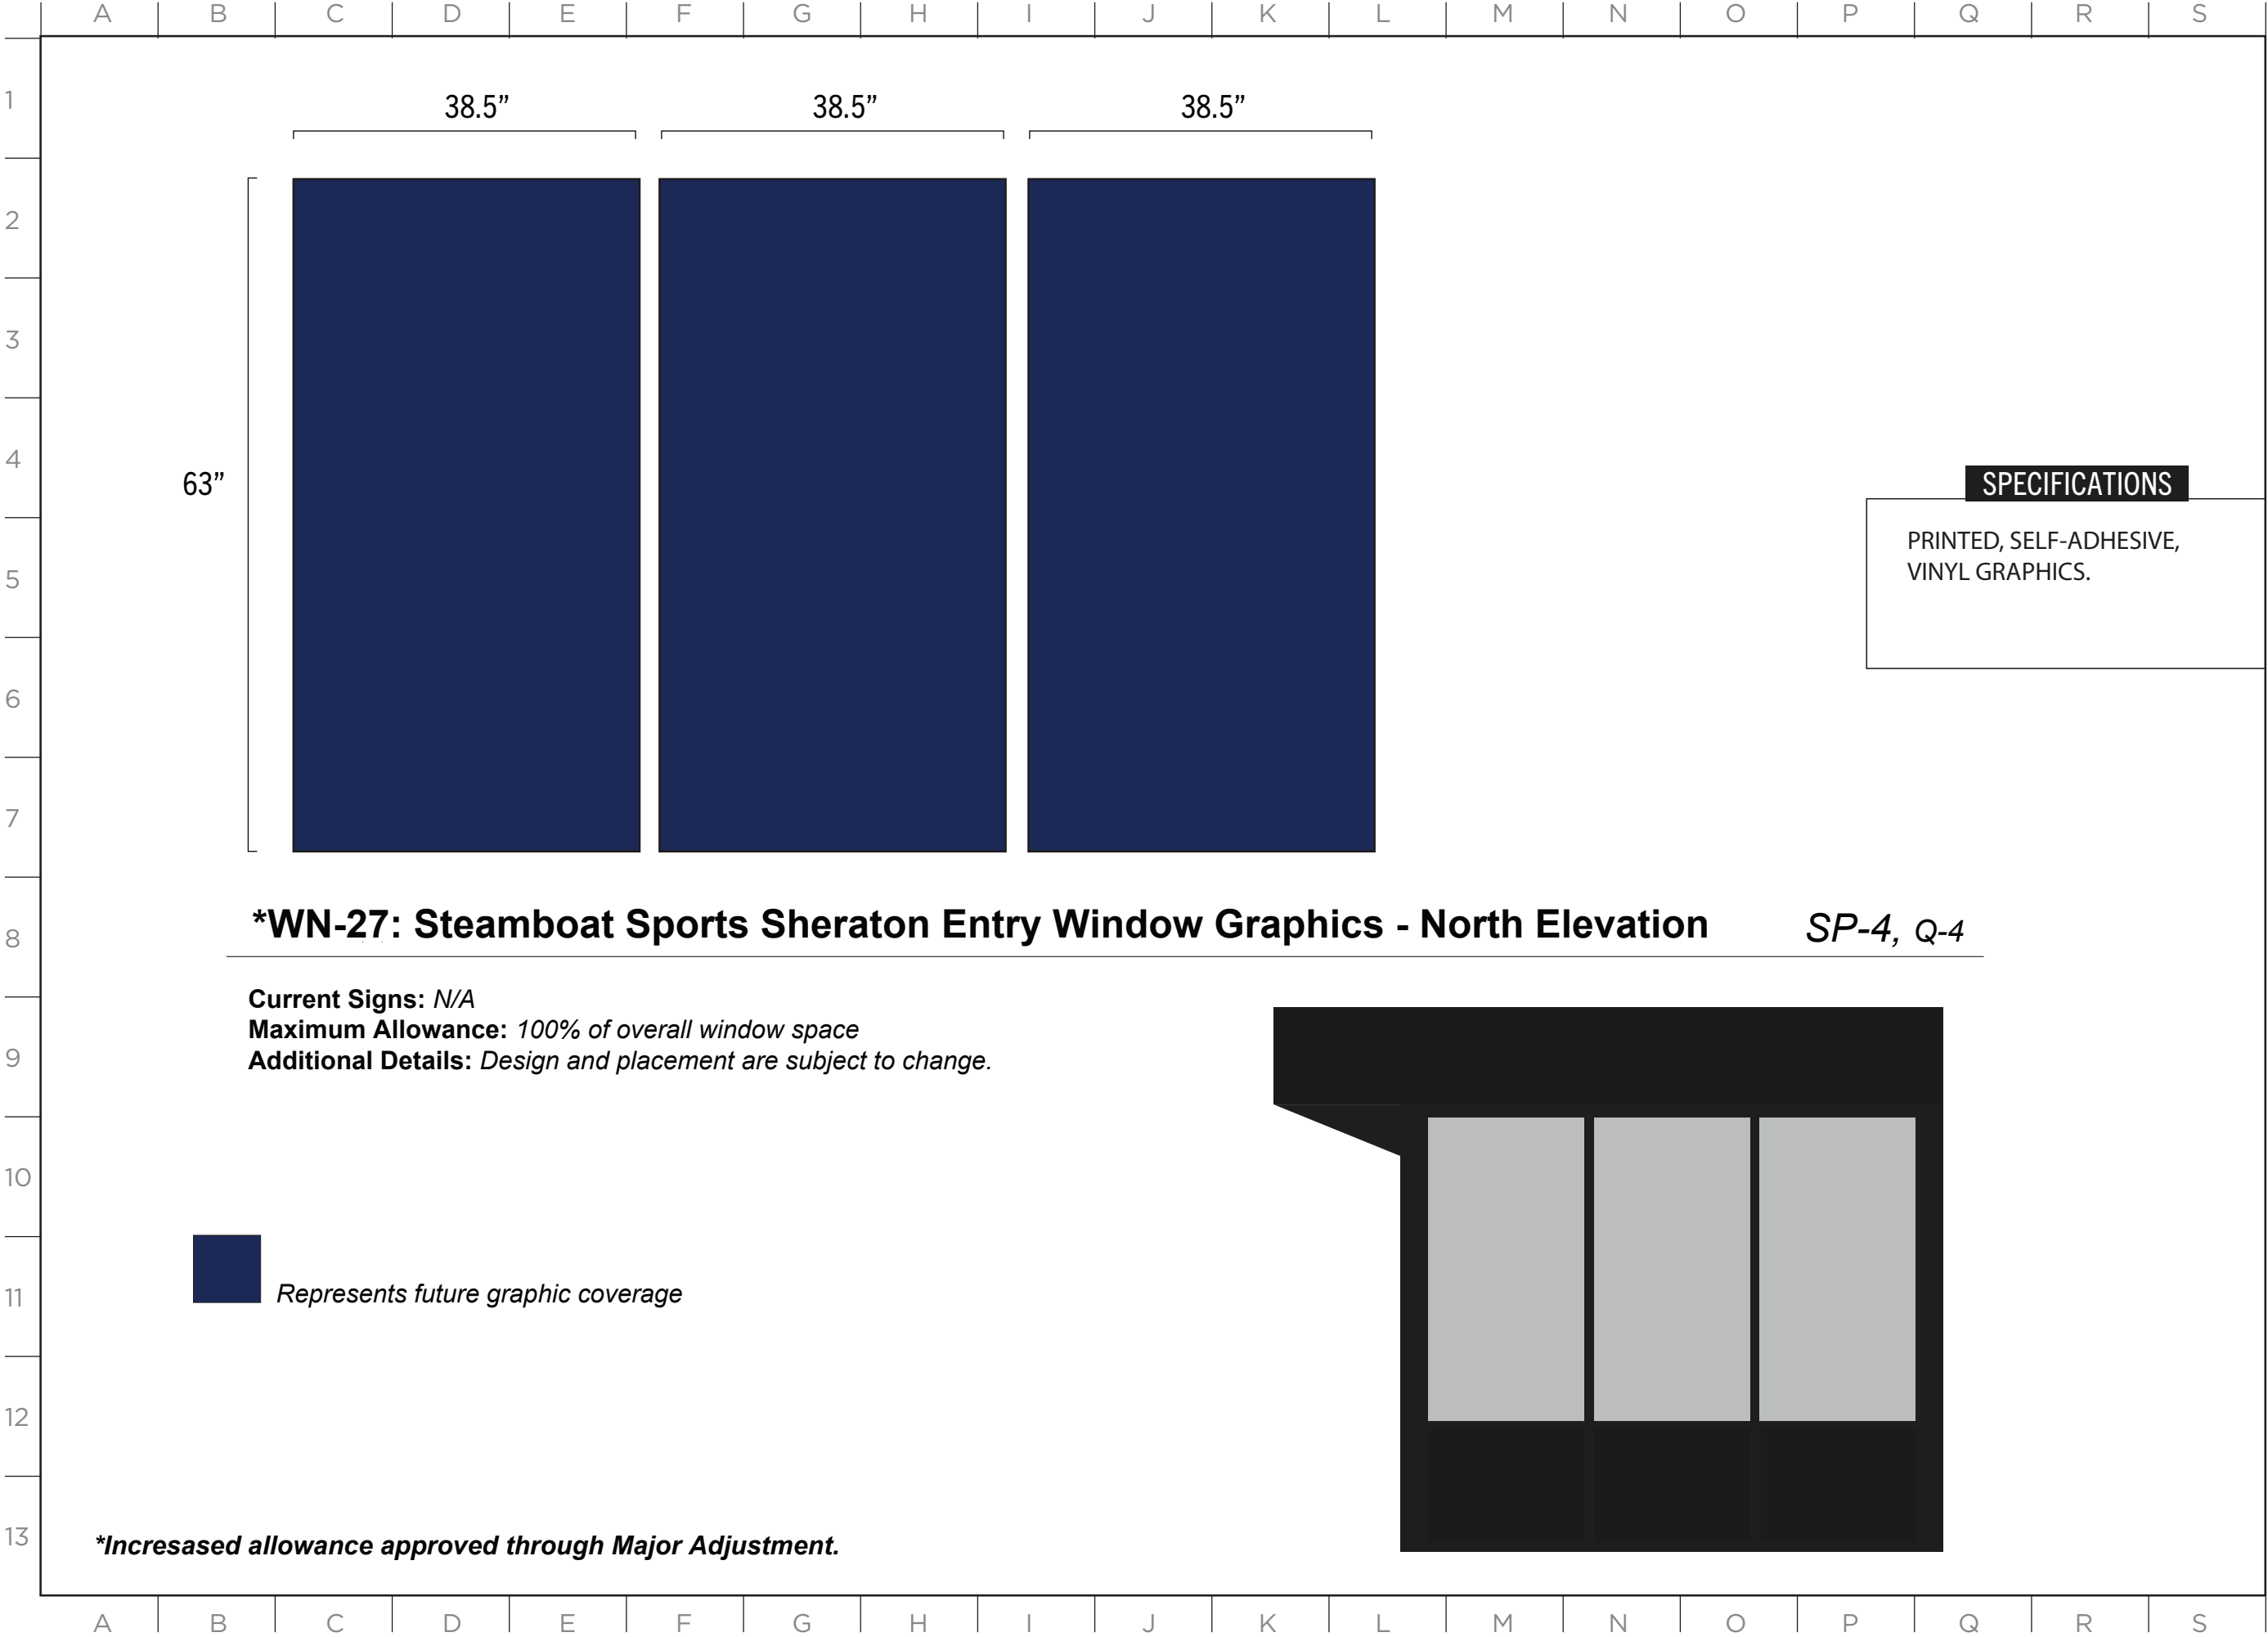 A B C D E F G H I J K L M N O P Q R S
1
38.5” 38.5” 38.5”
2
3
4
63”
SPECIFICATIONS
PRINTED, SELF-ADHESIVE,
VINYL GRAPHICS.
5
6
7
8
*WN-27: Steamboat Sports Sheraton Entry Window Graphics - North Elevation SP-4, Q-4
Current Signs: N/A
Maximum Allowance: 100% of overall window space
9
Additional Details: Design and placement are subject to change.
10
11
Represents future graphic coverage
12
13
*Incresased allowance approved through Major Adjustment.
A B C D E F G H I J K L M N O P Q R S